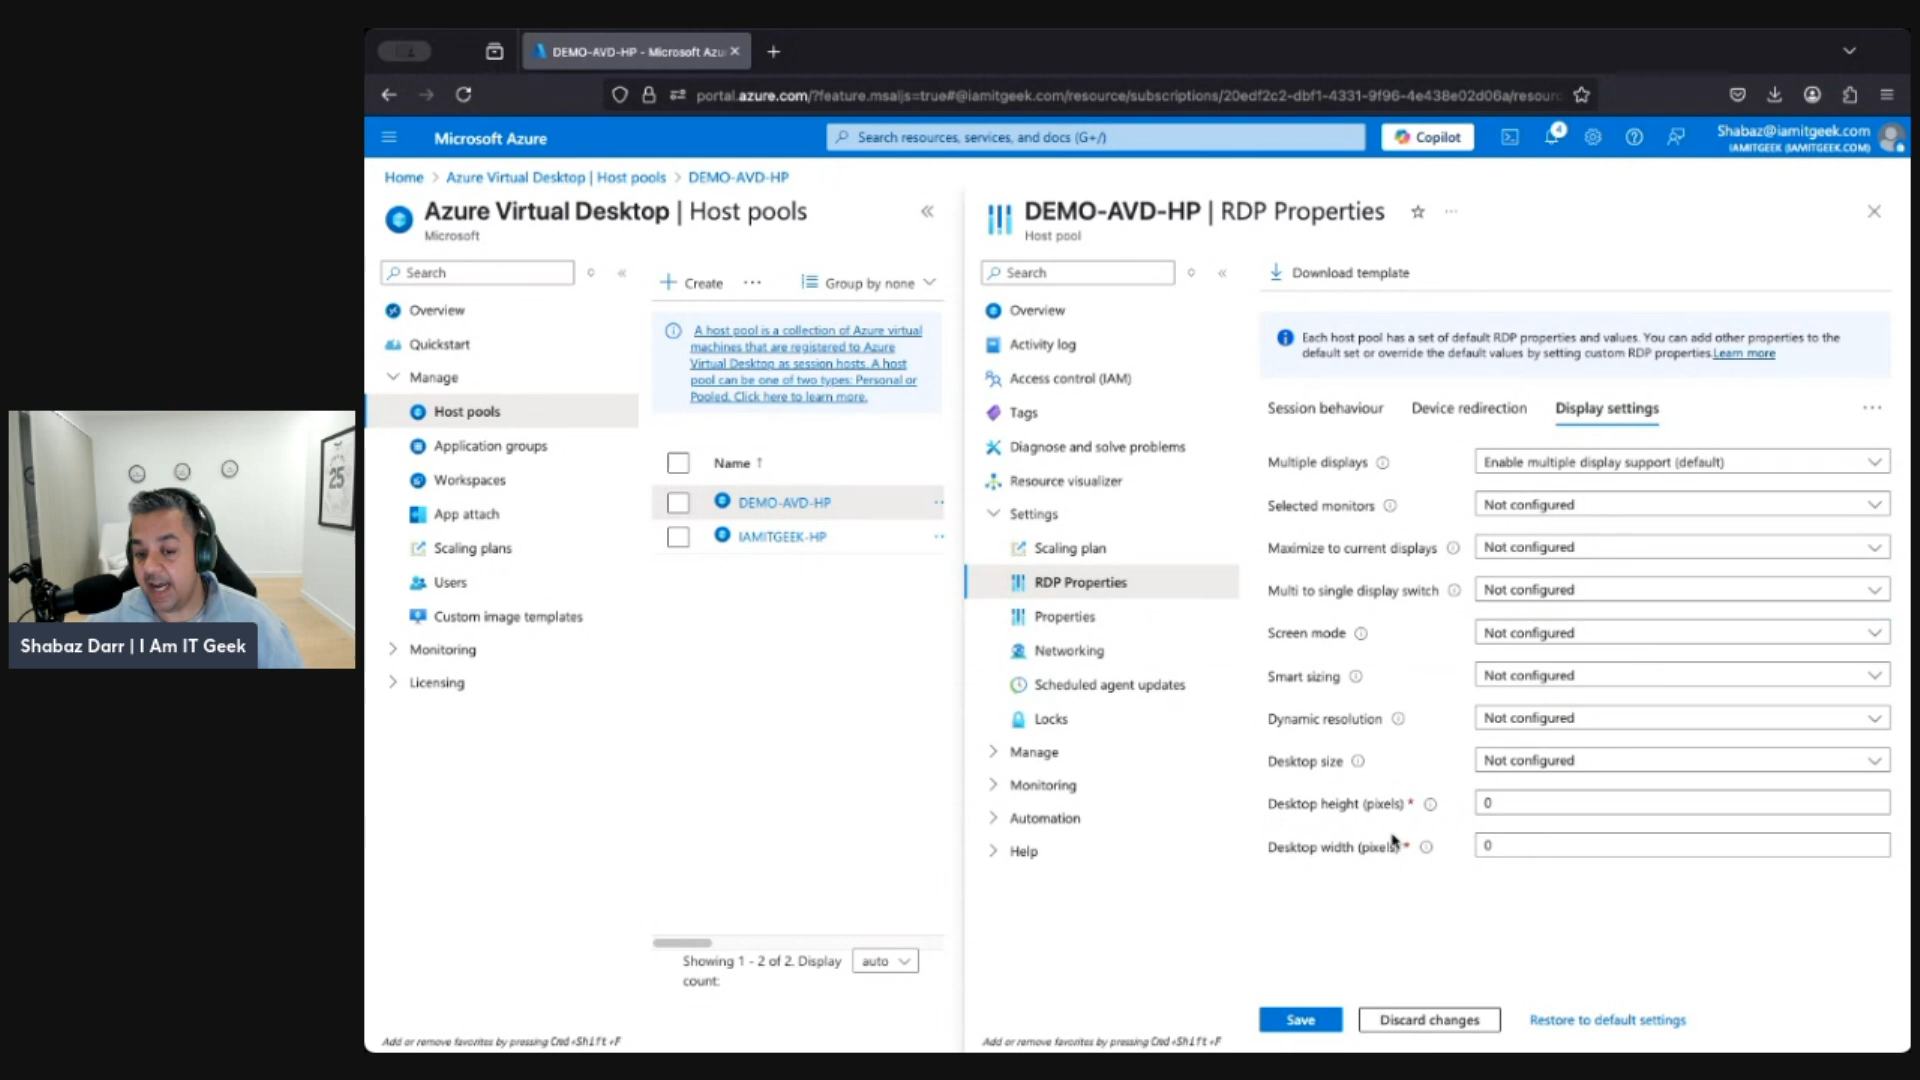 DEMO-AVD-HP - Microsoft Azu
portal.azure.com/?feature.msaljs=true#@iamitgeek.com/resource/subscriptions/20edf2c2-dbf1-4331-9f96-4e438e02d06a/resour
Microsoft Azure
Search resources, services, and docs (G+/)
Copilot
4
Shabaz@iamitgeek.com
IAMITGEEK (IAMITGEEK.COM)
Home > Azure Virtual Desktop | Host pools > DEMO-AVD-HP
Azure Virtual Desktop | Host pools
Microsoft
Search
Overview
Quickstart
Manage
Host pools
Application groups
Workspaces
App attach
Scaling plans
Users
Custom image templates
Monitoring
Licensing
Add or remove favorites by pressing Cmd+Shift+F
Create
Group by none
A host pool is a collection of Azure virtual
machines that are registered to Azure
Virtual Desktop as session hosts. A host
pool can be one of two types: Personal or
Pooled. Click here to learn more.
Name ↑
DEMO-AVD-HP
IAMITGEEK-HP
Showing 1 - 2 of 2. Display
count:
auto
DEMO-AVD-HP | RDP Properties
Host pool
Search
Overview
Activity log
Access control (IAM)
Tags
Diagnose and solve problems
Resource visualizer
Settings
Scaling plan
RDP Properties
Properties
Networking
Scheduled agent updates
Locks
Manage
Monitoring
Automation
Help
Add or remove favorites by pressing Cmd+Shift+F
Download template
Each host pool has a set of default RDP properties and values. You can add other properties to the
default set or override the default values by setting custom RDP properties.Learn more
Session behaviour
Device redirection
Display settings
Multiple displays
Enable multiple display support (default)
Selected monitors
Not configured
Maximize to current displays
Not configured
Multi to single display switch
Not configured
Screen mode
Not configured
Smart sizing
Not configured
Dynamic resolution
Not configured
Desktop size
Not configured
Desktop height (pixels) *
0
Desktop width (pixels) *
0
Save
Discard changes
Restore to default settings
25
Shabaz Darr | I Am IT Geek